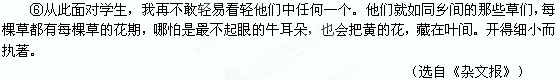 ⑥从此面对学生，我再不敢轻易看轻他们中任何一个。他们就如同乡间的那些草们，每
棵草都有每棵草的花期，哪怕是最不起眼的牛耳朵，也会把黄的花，藏在叶间。开得细小而
执著。
（选自《杂文报》）